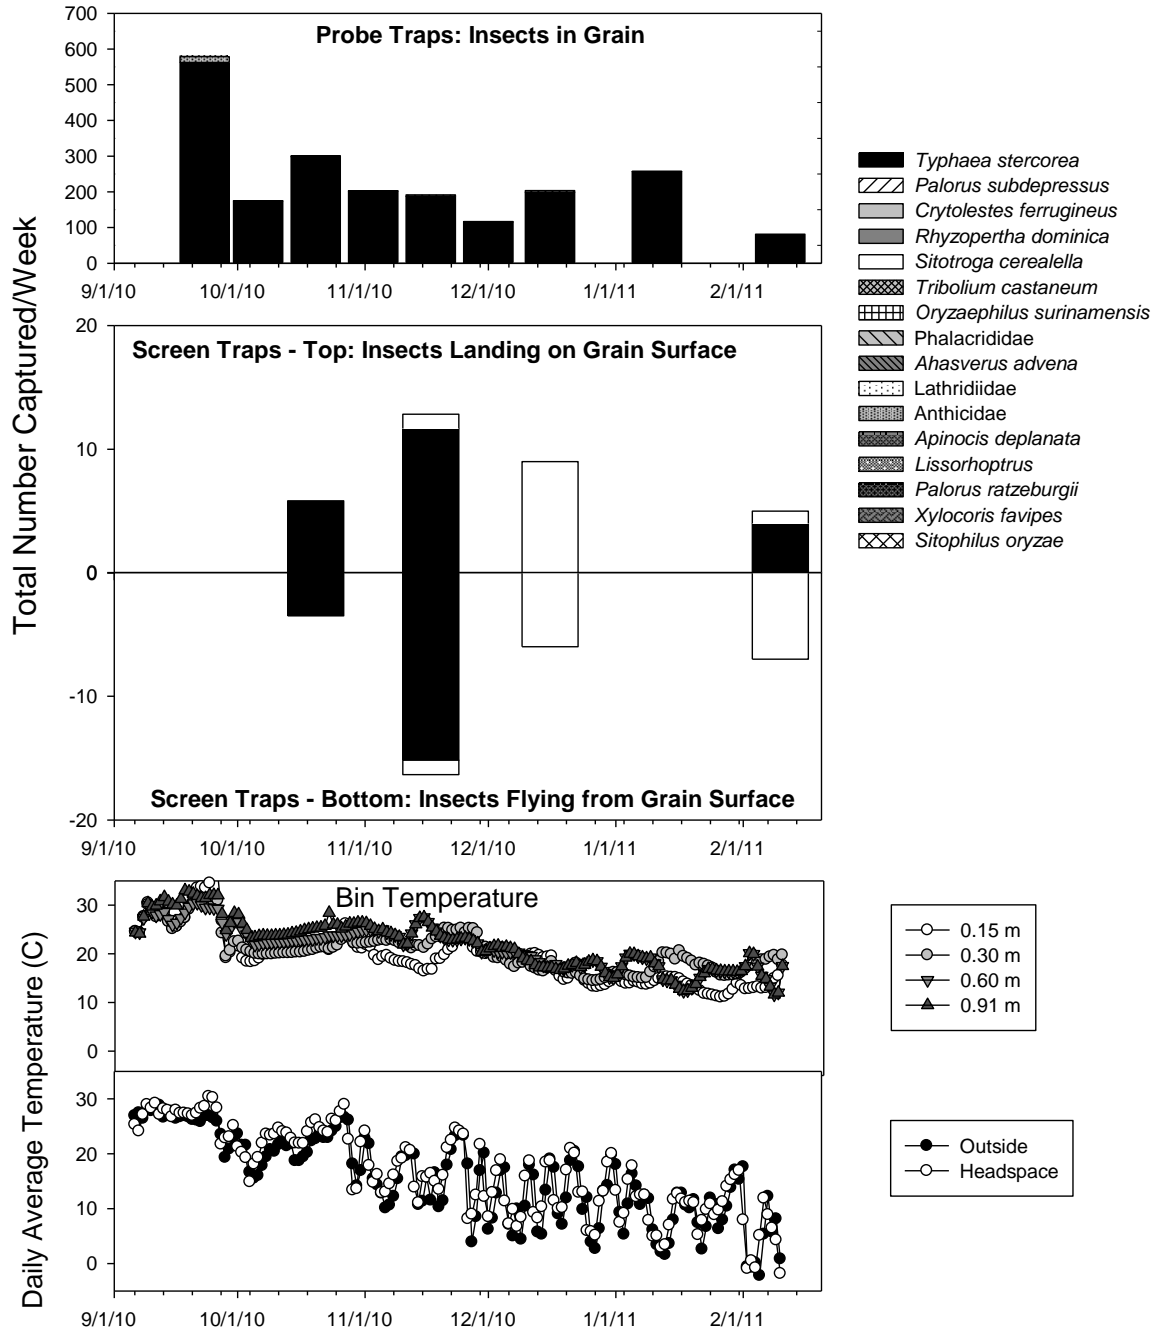 Total Number Captured/Week
Probe Traps: Insects in Grain
700
600
500
400
300
200
100
0
9/1/10 10/1/10 11/1/10 12/1/10 1/1/11 2/1/11
Typhaea stercorea
Palorus subdepressus
Crytolestes ferrugineus
Rhyzopertha dominica
Sitotroga cerealella
Tribolium castaneum
Oryzaephilus surinamensis
Phalacrididae
Ahasverus advena
Lathridiidae
Anthicidae
Apinocis deplanata
Lissorhoptrus
Palorus ratzeburgii
Xylocoris favipes
Sitophilus oryzae
Screen Traps - Top: Insects Landing on Grain Surface
20
10
0
-10
-20
Screen Traps - Bottom: Insects Flying from Grain Surface
9/1/10 10/1/10 11/1/10 12/1/10 1/1/11 2/1/11
Daily Average Temperature (C)
Bin Temperature
30
20
10
0
0.15 m
0.30 m
0.60 m
0.91 m
30
20
10
0
Outside
Headspace
9/1/10 10/1/10 11/1/10 12/1/10 1/1/11 2/1/11